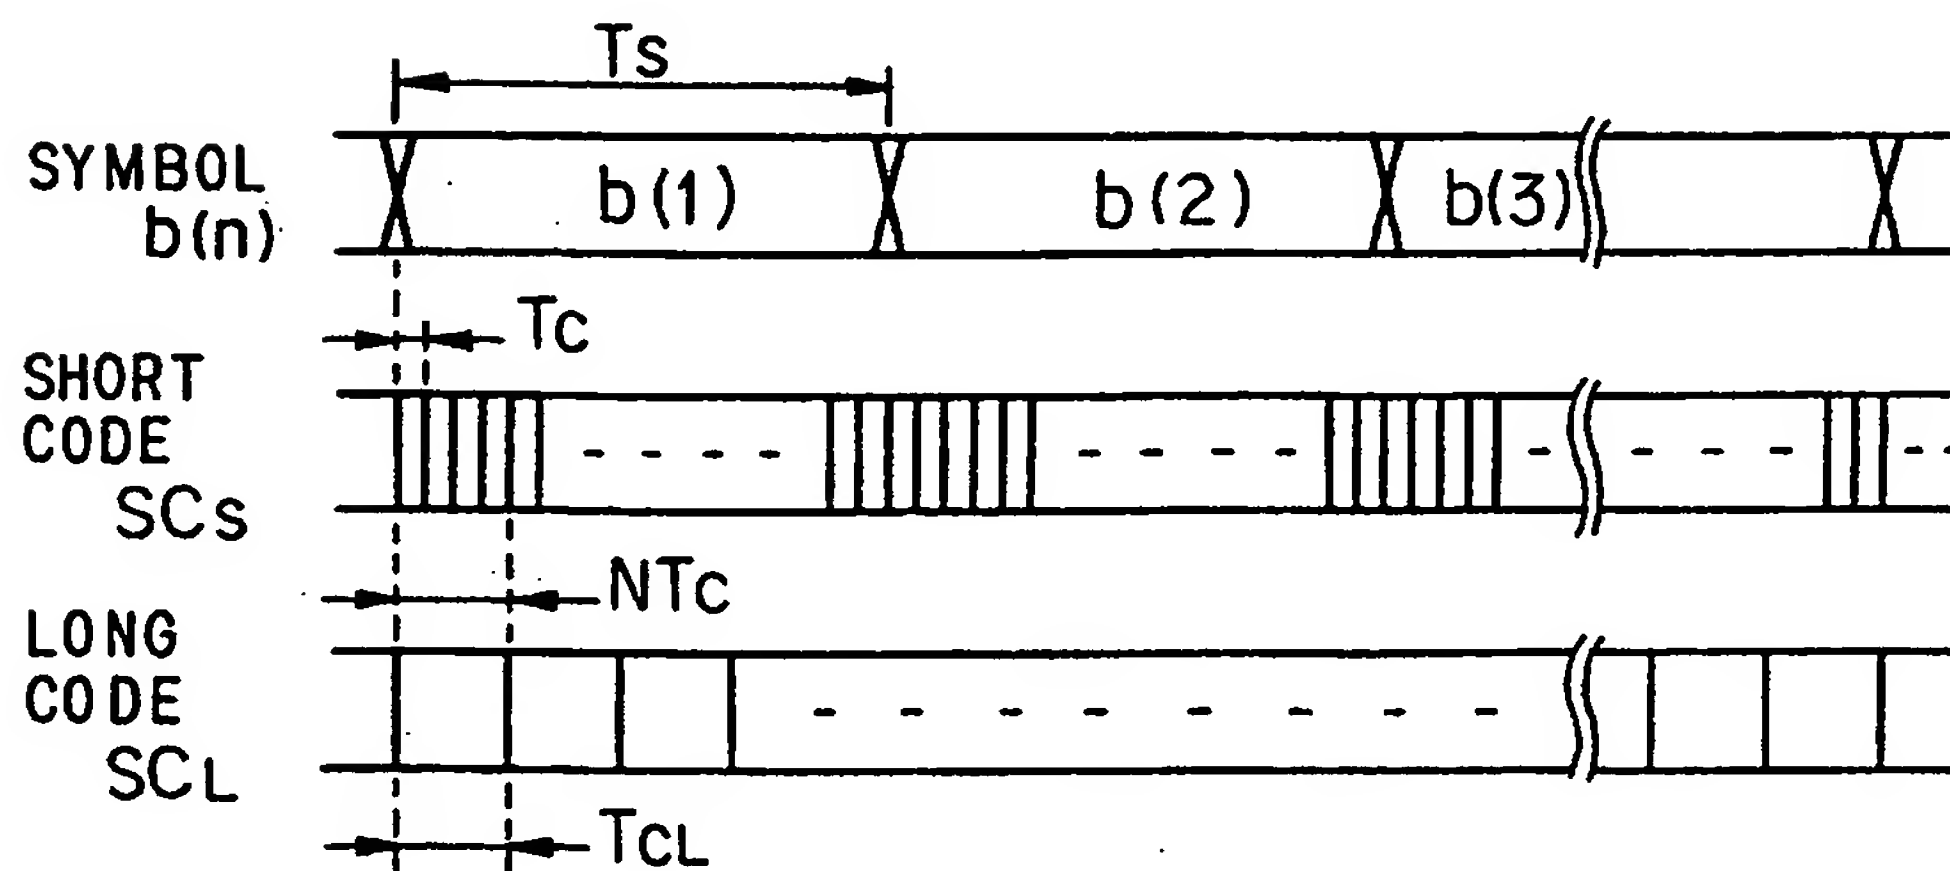 Ts
SYMBOL
b(n)
b(1)
b(2)
b(3)
Tc
SHORT
CODE
SCs
NTc
LONG
CODE
SCL
TCL